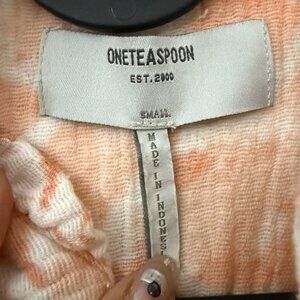 ONETEASPOON
EST. 2000
SMALL
MADE IN INDONES